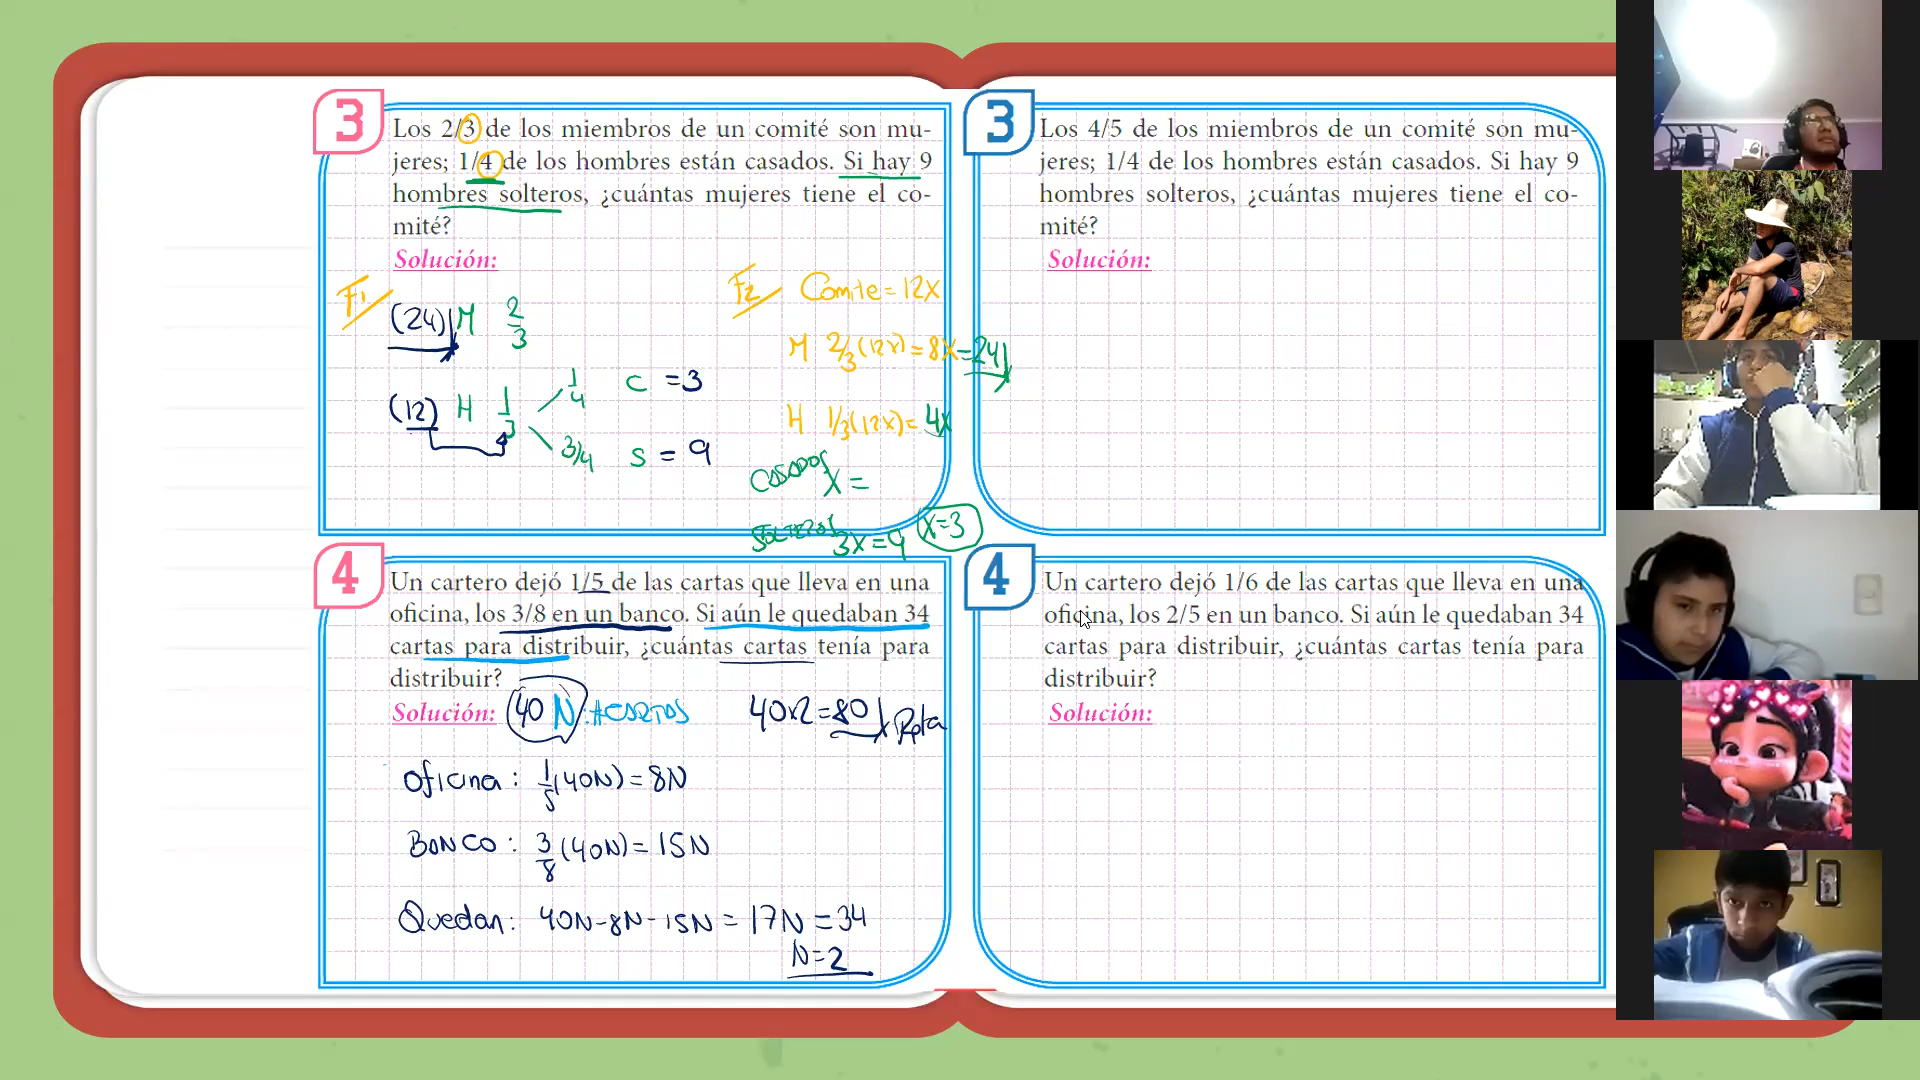 3
Los 2/3 de los miembros de un comité son mu-
jeres; 1/4 de los hombres están casados. Si hay 9
hombres solteros, ¿cuántas mujeres tiene el co-
mité?
Solución:
F1
(24) M 2/3
(12) H 1/3
1/4 C = 3
3/4 S = 9
F2 Comite = 12x
M 2/3 (12x) = 8x = 24
H 1/3 (12x) = 4x
CASADOS x =
SOLTEROS 3x = 9 x=3
3
Los 4/5 de los miembros de un comité son mu-
jeres; 1/4 de los hombres están casados. Si hay 9
hombres solteros, ¿cuántas mujeres tiene el co-
mité?
Solución:
4
Un cartero dejó 1/5 de las cartas que lleva en una
oficina, los 3/8 en un banco. Si aún le quedaban 34
cartas para distribuir, ¿cuántas cartas tenía para
distribuir?
Solución: 40 N : #CARTAS 40x2 = 80 Rpta
Oficina : 1/5 (40N) = 8N
BANCO : 3/8 (40N) = 15N
Quedan : 40N - 8N - 15N = 17N = 34
N = 2
4
Un cartero dejó 1/6 de las cartas que lleva en una
oficina, los 2/5 en un banco. Si aún le quedaban 34
cartas para distribuir, ¿cuántas cartas tenía para
distribuir?
Solución: